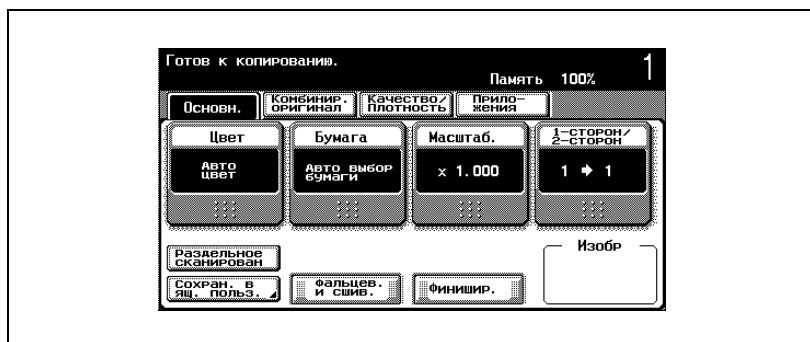 Готов к копированию.
Память 100% 1
Основн.
Комбинир.
оригинал
Качество/
плотность
Прило-
жения
Цвет
Бумага
Масштаб.
1-сторон/
2-сторон
Авто
цвет
Авто выбор
бумаги
x 1.000
1 ➜ 1
Раздельное
сканирован
Изобр
Сохран. в
ящ. польз.
Фальцев.
и сшив.
Финишир.